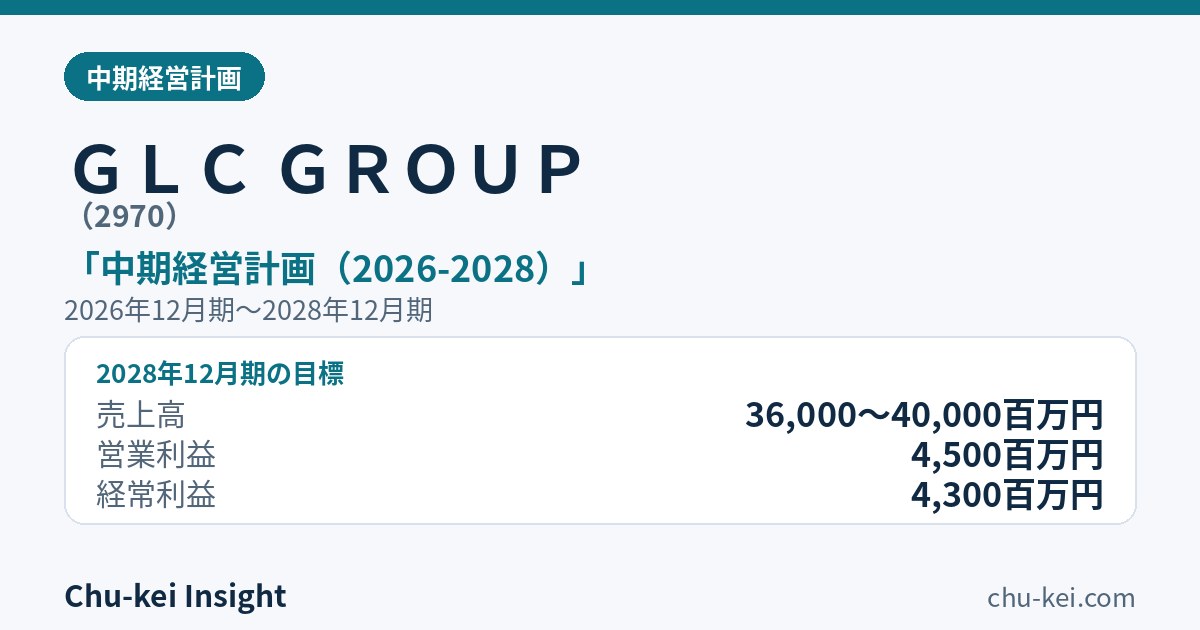 中期経営計画
ＧＬＣ ＧＲＯＵＰ
（2970）
「中期経営計画（2026-2028）」
2026年12月期〜2028年12月期
2028年12月期の目標
売上高 36,000〜40,000百万円
営業利益 4,500百万円
経常利益 4,300百万円
Chu-kei Insight chu-kei.com